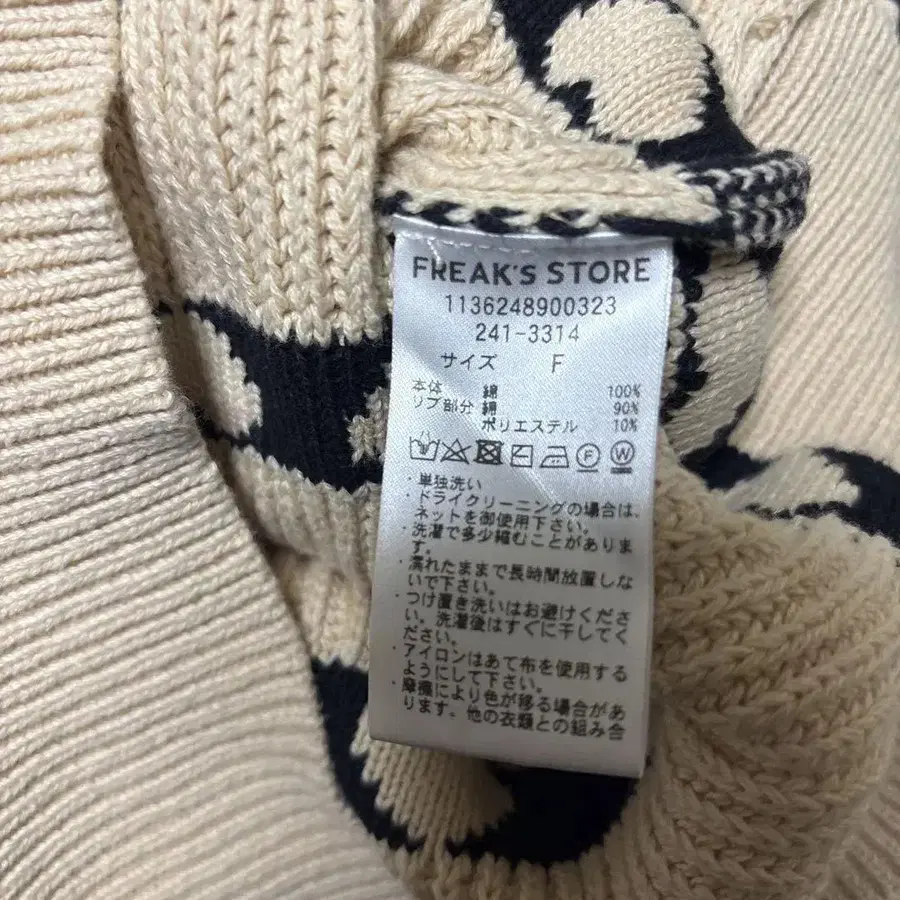 FREAK'S STORE
1136248900323
241-3314
サイズ F
本体 綿 100%
リブ部分 綿 90%
ポリエステル 10%
F W
・単独洗い
・ドライクリーニングの場合は、
ネットを御使用下さい。
・洗濯で多少縮むことがありま
す。
・濡れたままで長時間放置しな
いで下さい。
・つけ置き洗いはお避けくださ
い。洗濯後はすぐに干してく
ださい。
・アイロンはあて布を使用する
ようにして下さい。
・摩擦により色が移る場合があ
ります、他の衣類との組み合